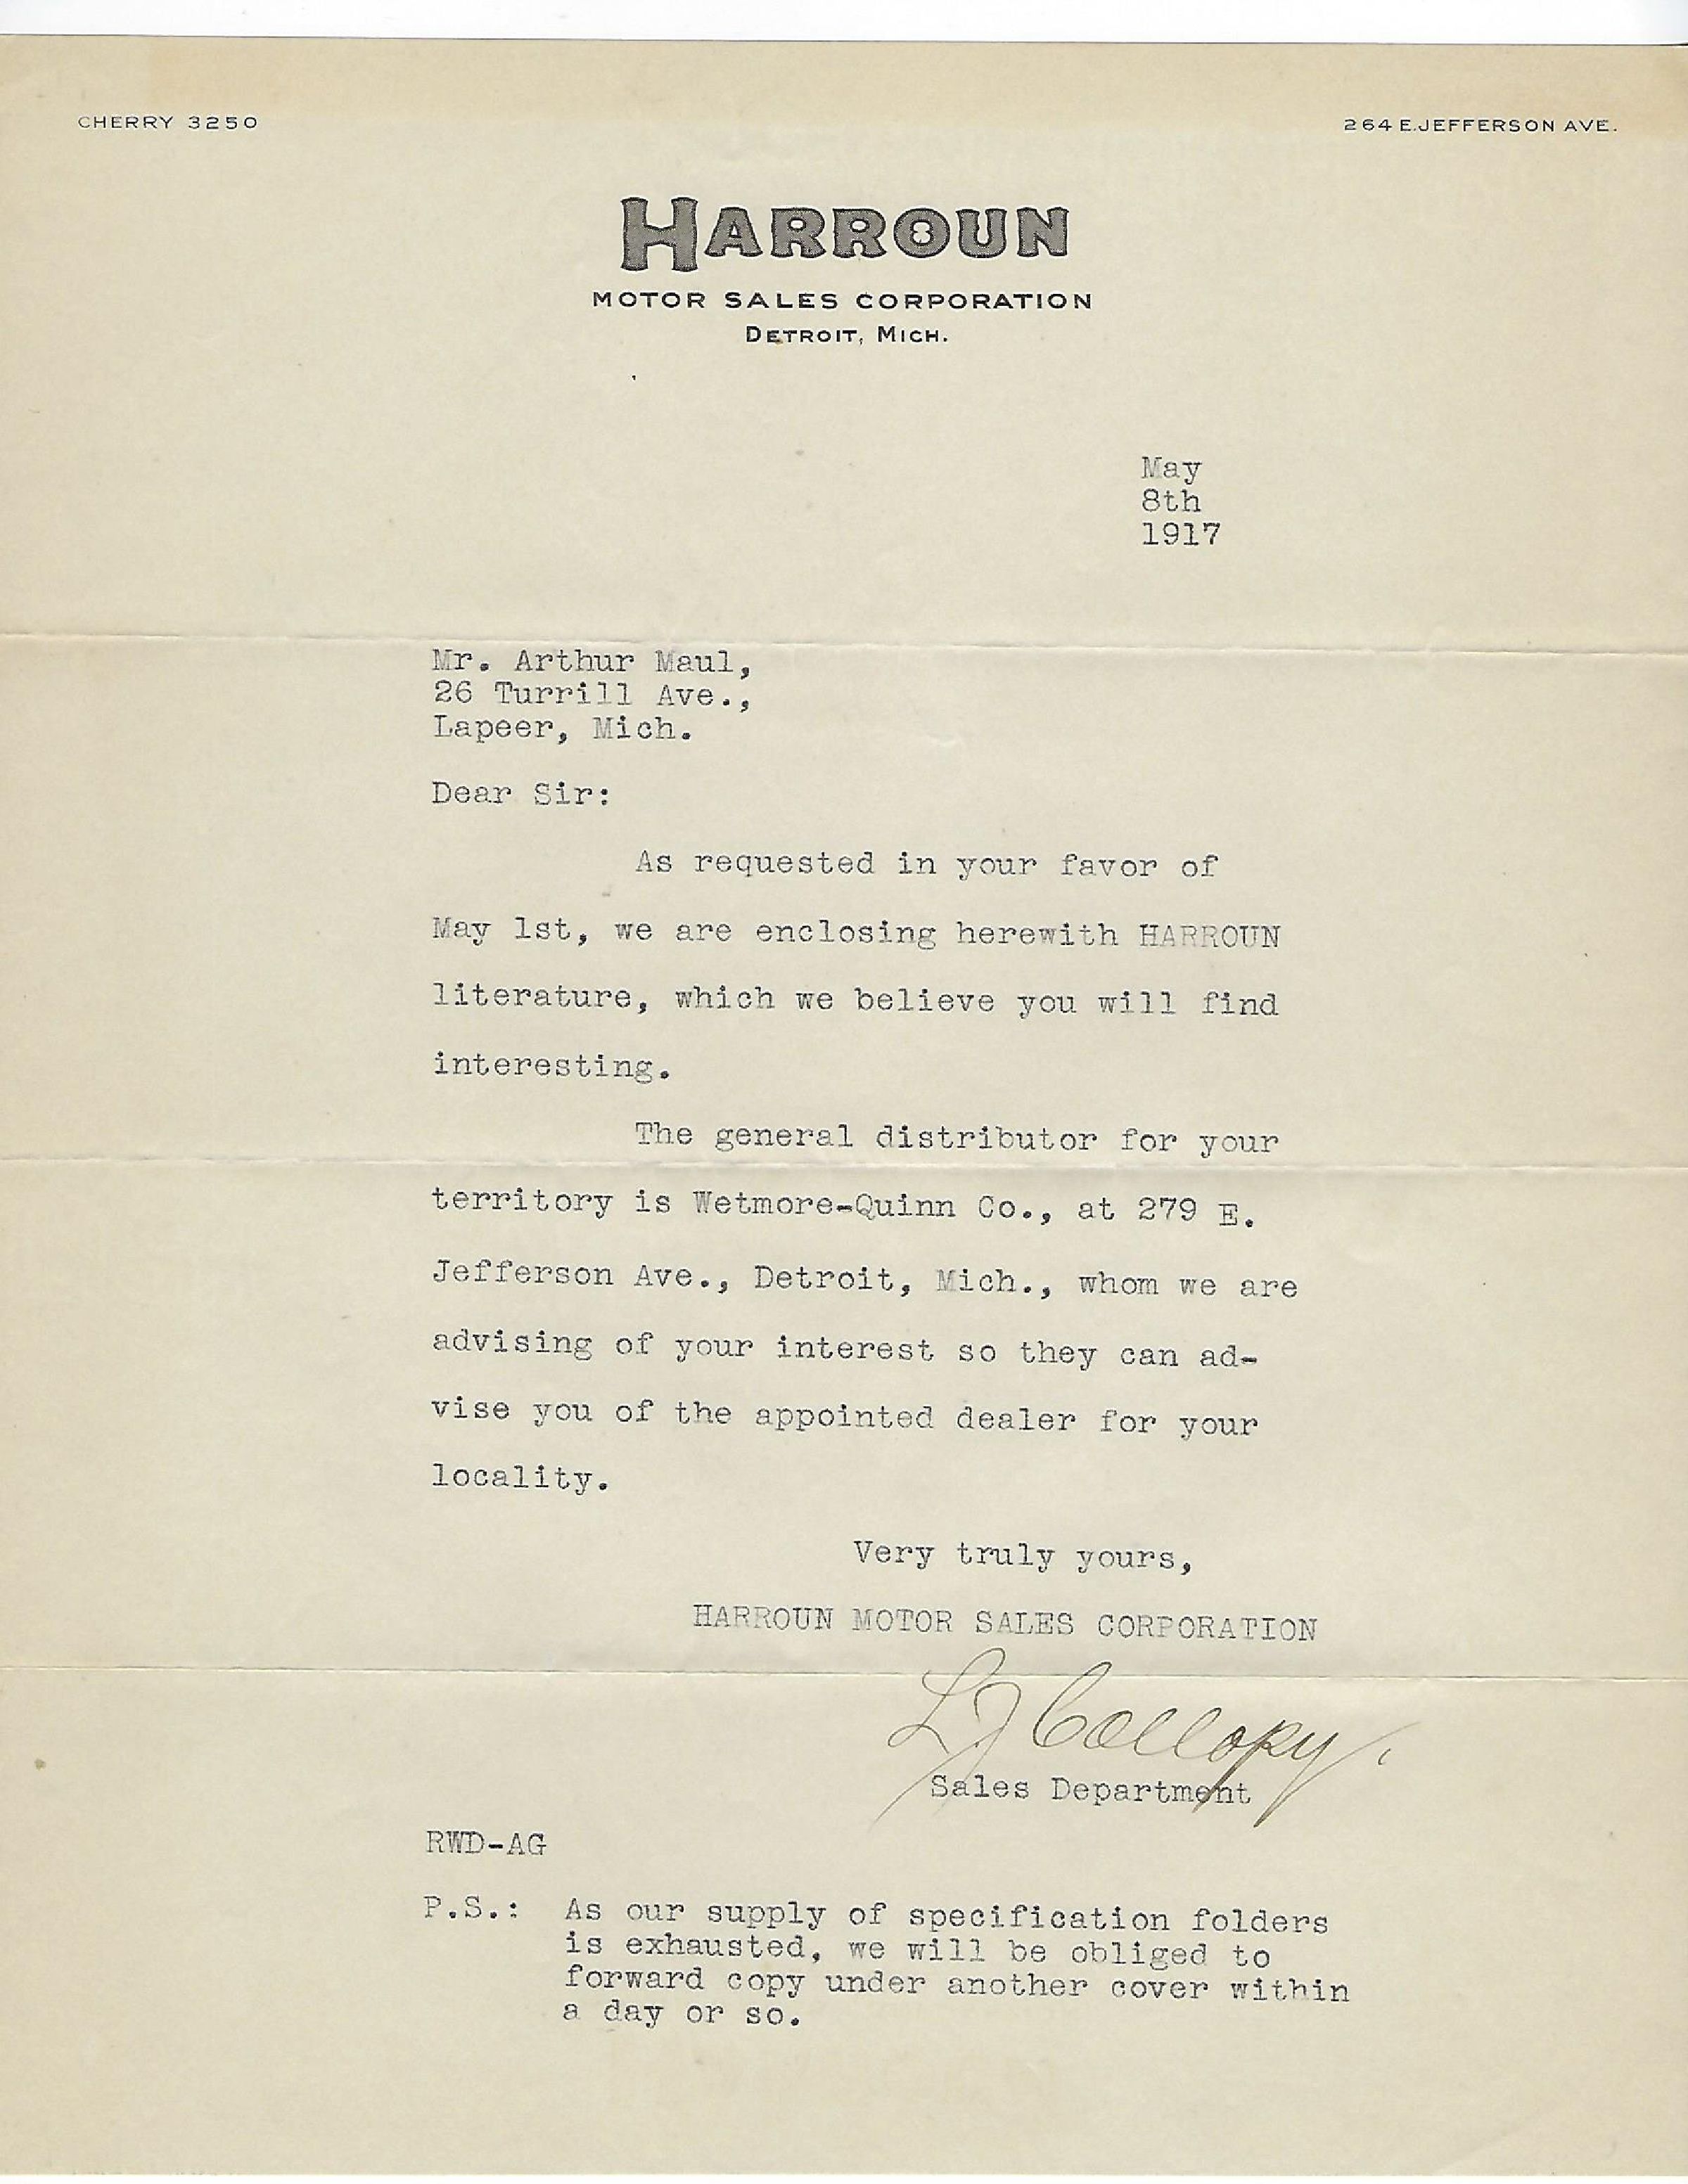 CHERRY 3250
264 E. JEFFERSON AVE.
HARROUN
MOTOR SALES CORPORATION
DETROIT, MICH.
May
8th
1917
Mr. Arthur Maul,
26 Turrill Ave.,
Lapeer, Mich.
Dear Sir:
As requested in your favor of
May 1st, we are enclosing herewith HARROUN
literature, which we believe you will find
interesting.
The general distributor for your
territory is Wetmore-Quinn Co., at 279 E.
Jefferson Ave., Detroit, Mich., whom we are
advising of your interest so they can ad-
vise you of the appointed dealer for your
locality.
Very truly yours,
HARROUN MOTOR SALES CORPORATION
L J Collopy
Sales Department
RWD-AG
P.S.: As our supply of specification folders
is exhausted, we will be obliged to
forward copy under another cover within
a day or so.